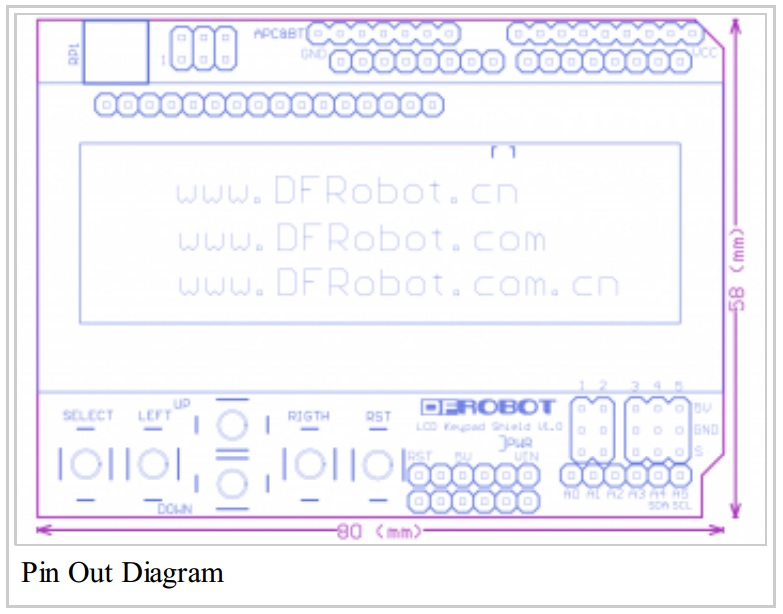 RP1
1
APC&BT
GND
VCC
www.DFRobot.cn
www.DFRobot.com
www.DFRobot.com.cn
58 (mm)
SELECT LEFT UP RIGTH RST
DOWN
DFROBOT
LCD Keypad Shield V1.0
PWR
RST 5V VIN
1 2 3 4 5
5V
GND
S
A0 A1 A2 A3 A4 A5
SDA SCL
80 (mm)
Pin Out Diagram